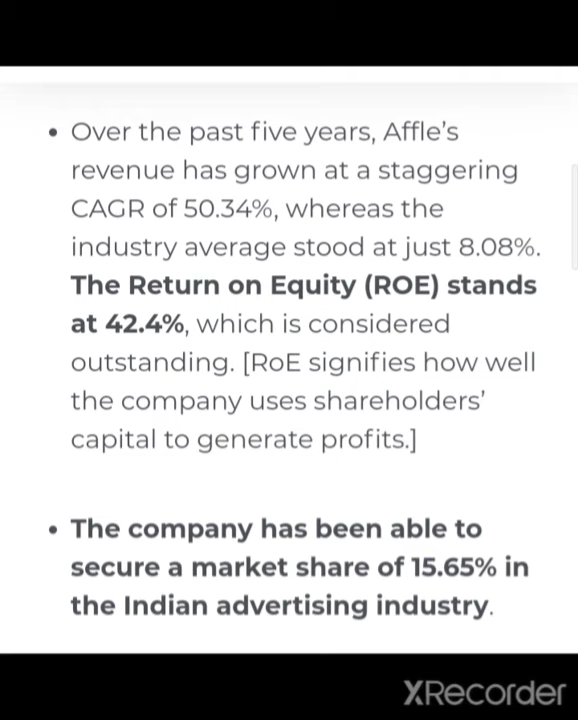 • Over the past five years, Affle’s
revenue has grown at a staggering
CAGR of 50.34%, whereas the
industry average stood at just 8.08%.
The Return on Equity (ROE) stands
at 42.4%, which is considered
outstanding. [RoE signifies how well
the company uses shareholders’
capital to generate profits.]
• The company has been able to
secure a market share of 15.65% in
the Indian advertising industry.
XRecorder